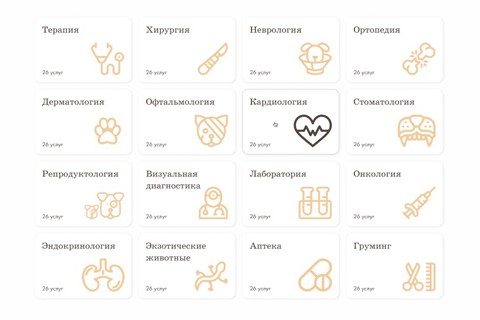 Терапия
26 услуг
Хирургия
26 услуг
Неврология
26 услуг
Ортопедия
26 услуг
Дерматология
26 услуг
Офтальмология
26 услуг
Кардиология
26 услуг
Стоматология
26 услуг
Репродуктология
26 услуг
Визуальная
диагностика
26 услуг
Лаборатория
26 услуг
Онкология
26 услуг
Эндокринология
26 услуг
Экзотические
животные
26 услуг
Аптека
26 услуг
Груминг
26 услуг